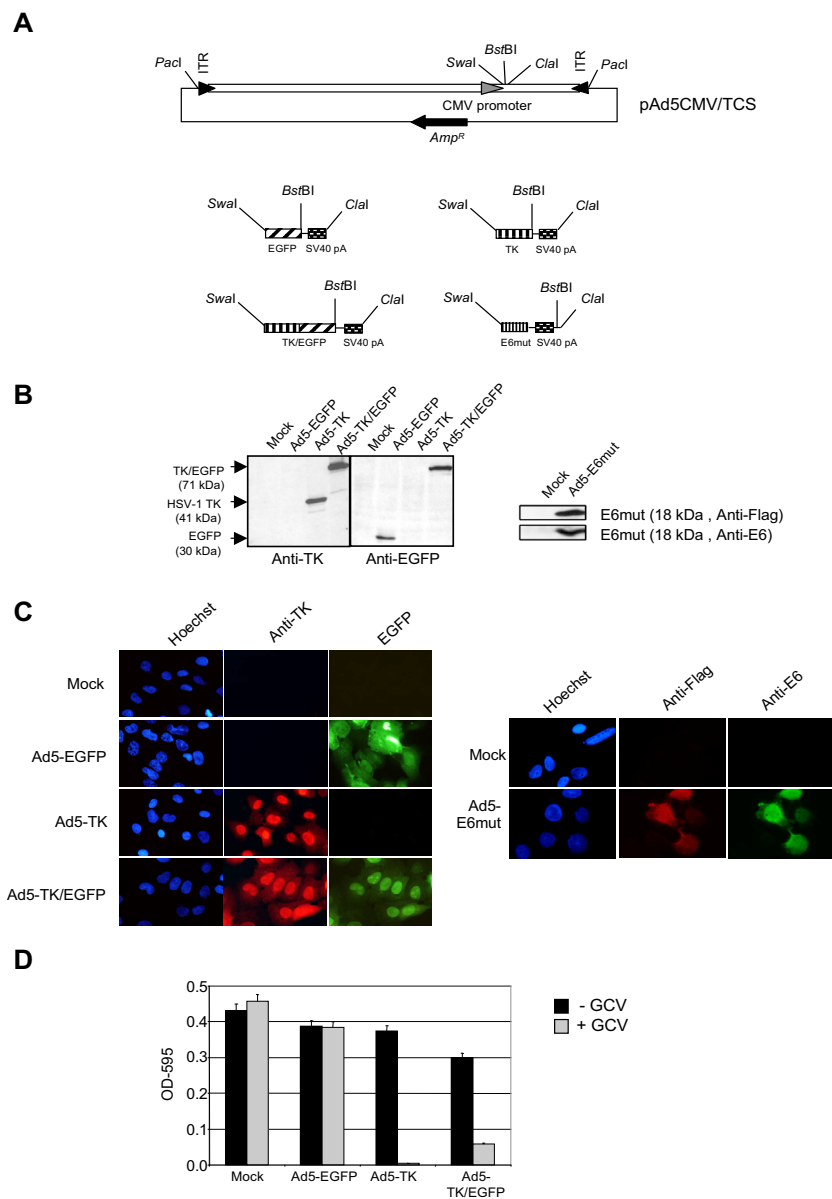 A
PacI
ITR
SwaI
BstBI
ClaI
ITR
PacI
CMV promoter
pAd5CMV/TCS
AmpR
SwaI
BstBI
ClaI
EGFP
SV40 pA
SwaI
BstBI
ClaI
TK
SV40 pA
SwaI
BstBI
ClaI
TK/EGFP
SV40 pA
SwaI
BstBI
ClaI
E6mut
SV40 pA
B
Mock
Ad5-EGFP
Ad5-TK
Ad5-TK/EGFP
Mock
Ad5-EGFP
Ad5-TK
Ad5-TK/EGFP
TK/EGFP
(71 kDa)
HSV-1 TK
(41 kDa)
EGFP
(30 kDa)
Anti-TK
Anti-EGFP
Mock
Ad5-E6mut
E6mut (18 kDa , Anti-Flag)
E6mut (18 kDa , Anti-E6)
C
Hoechst
Anti-TK
EGFP
Mock
Ad5-EGFP
Ad5-TK
Ad5-TK/EGFP
Hoechst
Anti-Flag
Anti-E6
Mock
Ad5-
E6mut
D
0.5
0.4
0.3
0.2
0.1
0.0
OD-595
Mock
Ad5-EGFP
Ad5-TK
Ad5-
TK/EGFP
- GCV
+ GCV